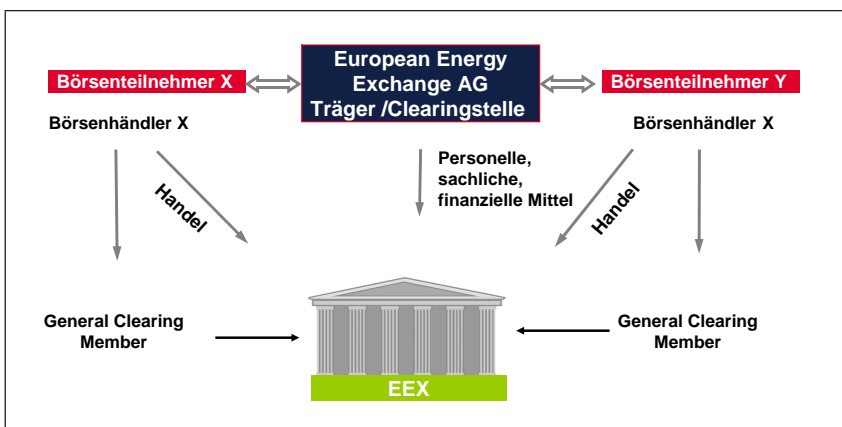 European Energy
Exchange AG
Träger /Clearingstelle
Börsenteilnehmer X
Börsenteilnehmer Y
Börsenhändler X
Börsenhändler X
Personelle,
sachliche,
finanzielle Mittel
Handel
Handel
General Clearing
Member
General Clearing
Member
EEX